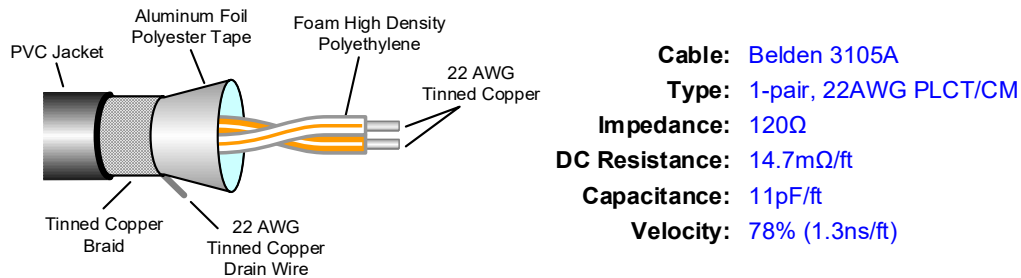 Aluminum Foil
Polyester Tape
Foam High Density
Polyethylene
PVC Jacket
22 AWG
Tinned Copper
Tinned Copper
Braid
22 AWG
Tinned Copper
Drain Wire
Cable: Belden 3105A
Type: 1-pair, 22AWG PLCT/CM
Impedance: 120Ω
DC Resistance: 14.7mΩ/ft
Capacitance: 11pF/ft
Velocity: 78% (1.3ns/ft)